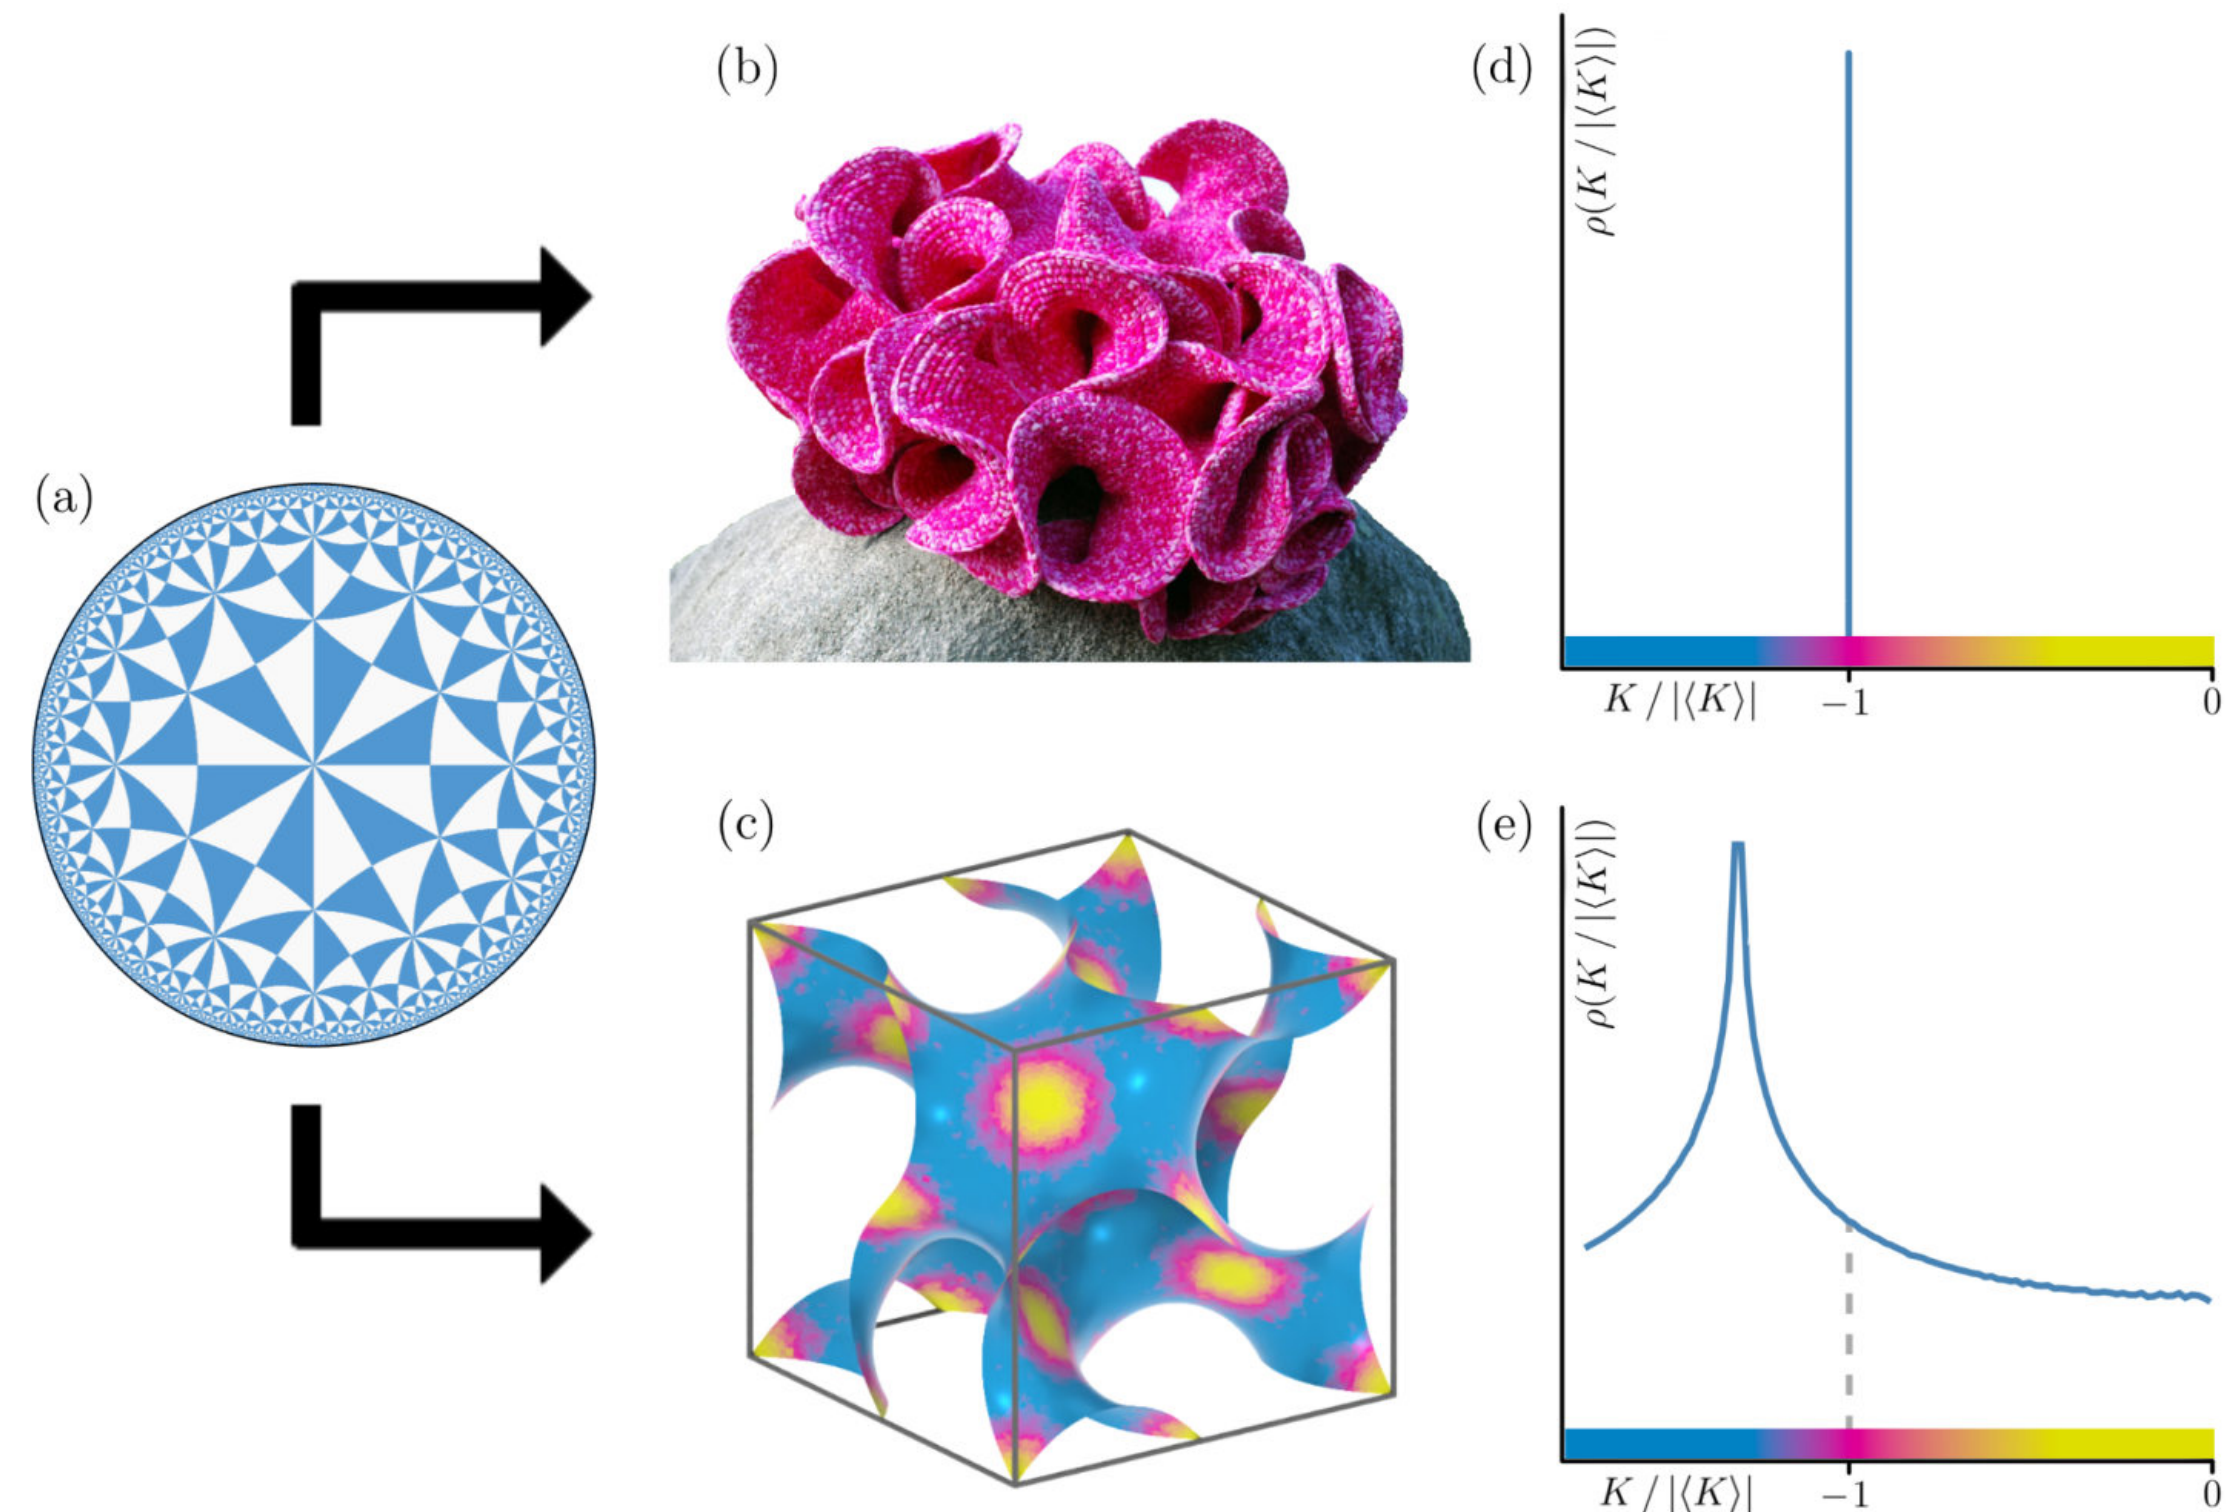 (a)
(b)
(c)
(d)
ρ(K / |⟨K⟩|)
K / |⟨K⟩|
−1
0
(e)
ρ(K / |⟨K⟩|)
K / |⟨K⟩|
−1
0